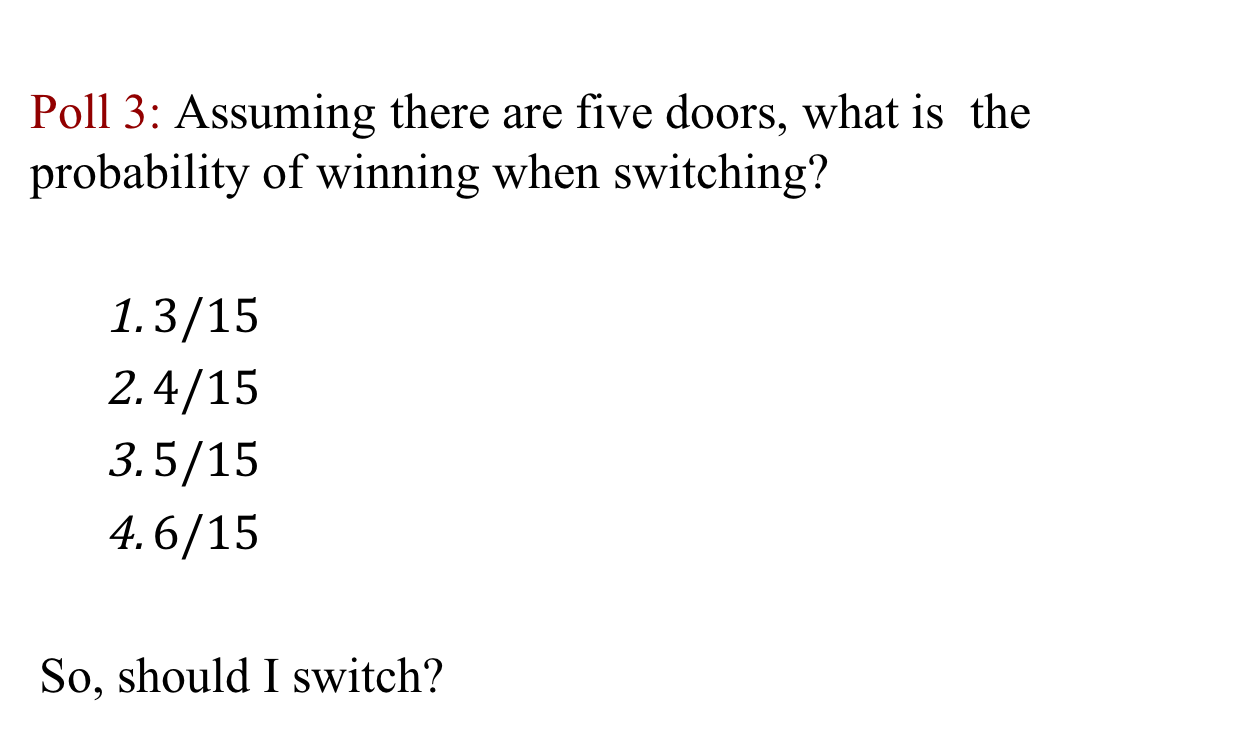 Poll 3: Assuming there are five doors, what is the
probability of winning when switching?
1. 3/15
2. 4/15
3. 5/15
4. 6/15
So, should I switch?